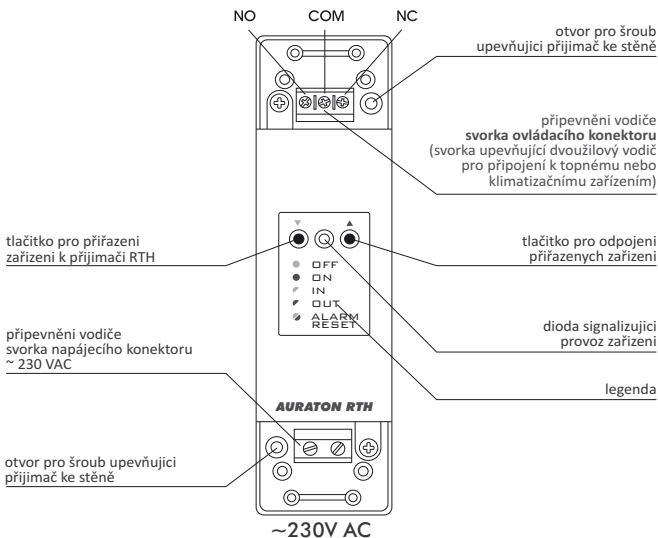 NO COM NC
otvor pro šroub
upevňujici přijimač ke stěně
připevněni vodiče
svorka ovládacího konektoru
(svorka upevňující dvoužilový vodič
pro připojení k topnému nebo
klimatizačnímu zařízením)
tlačitko pro přiřazeni
zařizeni k přijimači RTH
tlačitko pro odpojeni
přiřazenych zařizeni
OFF
ON
IN
OUT
ALARM
RESET
připevněni vodiče
svorka napájecího konektoru
~ 230 VAC
dioda signalizujici
provoz zařizeni
legenda
AURATON RTH
otvor pro šroub upevňujici
přijimač ke stěně
~230V AC